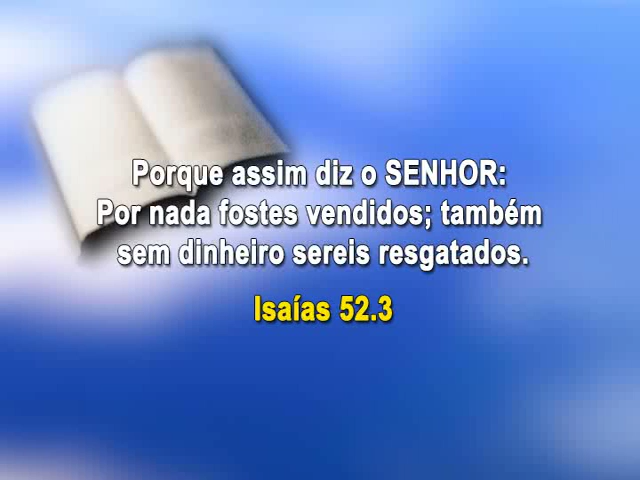 Porque assim diz o SENHOR:
Por nada fostes vendidos; também
sem dinheiro sereis resgatados.
Isaías 52.3